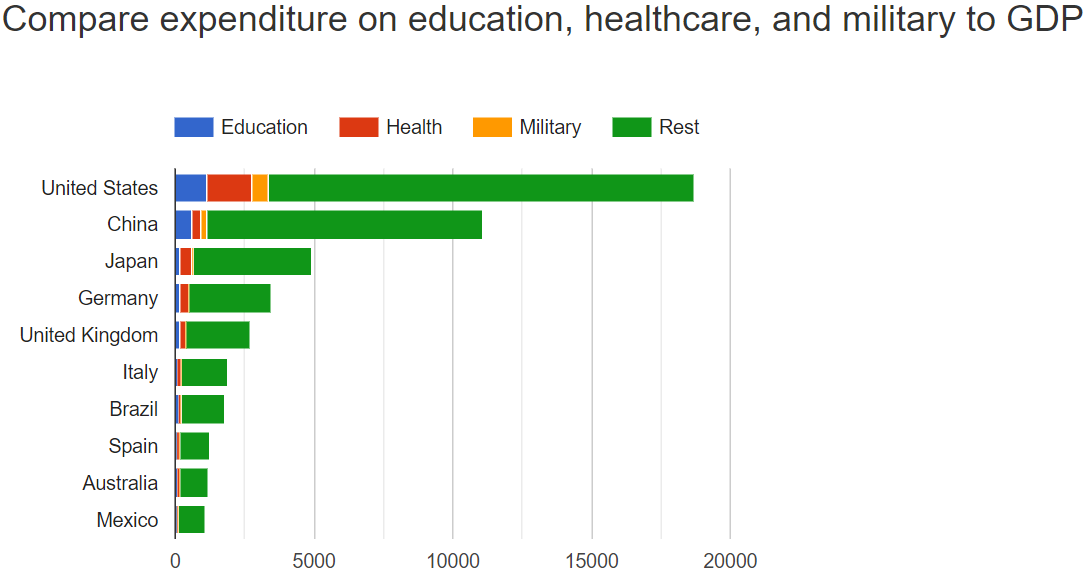 Compare expenditure on education, healthcare, and military to GDP
Education Health Military Rest
United States
China
Japan
Germany
United Kingdom
Italy
Brazil
Spain
Australia
Mexico
0 5000 10000 15000 20000